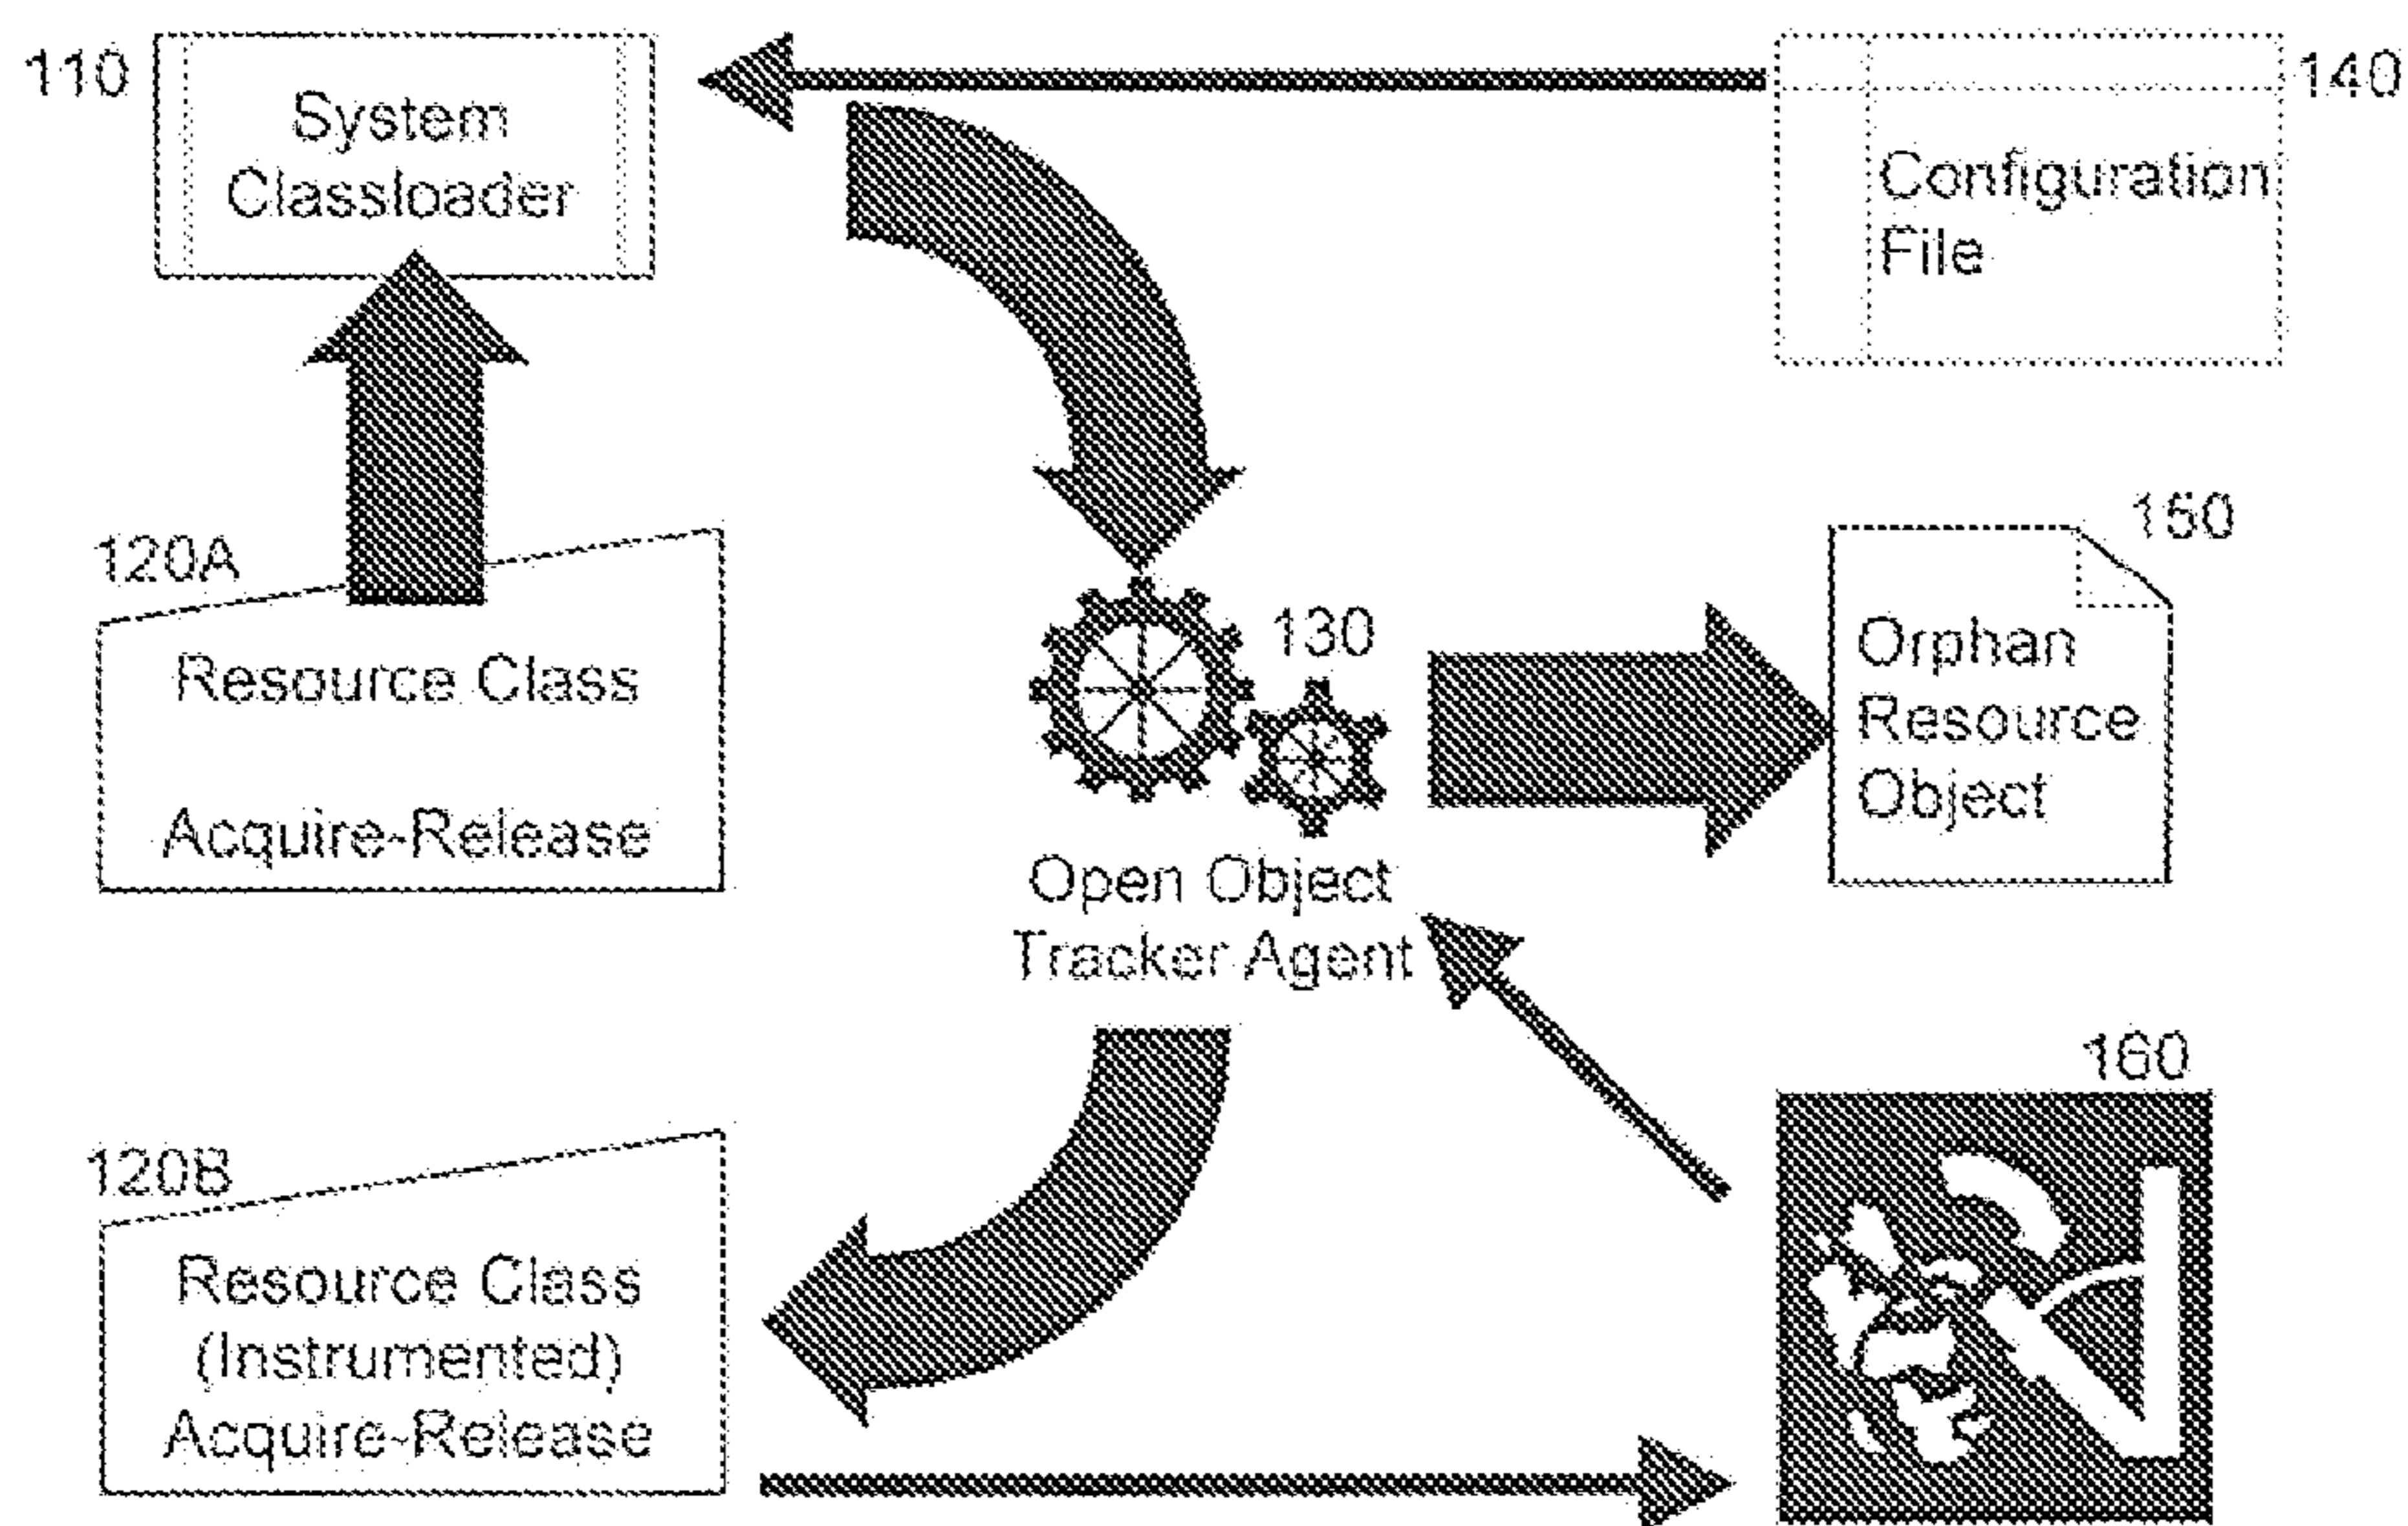 110
System
Classloader
140
Configuration
File
120A
Resource Class
Acquire-Release
130
Open Object
Tracker Agent
150
Orphan
Resource
Object
120B
Resource Class
(Instrumented)
Acquire-Release
160